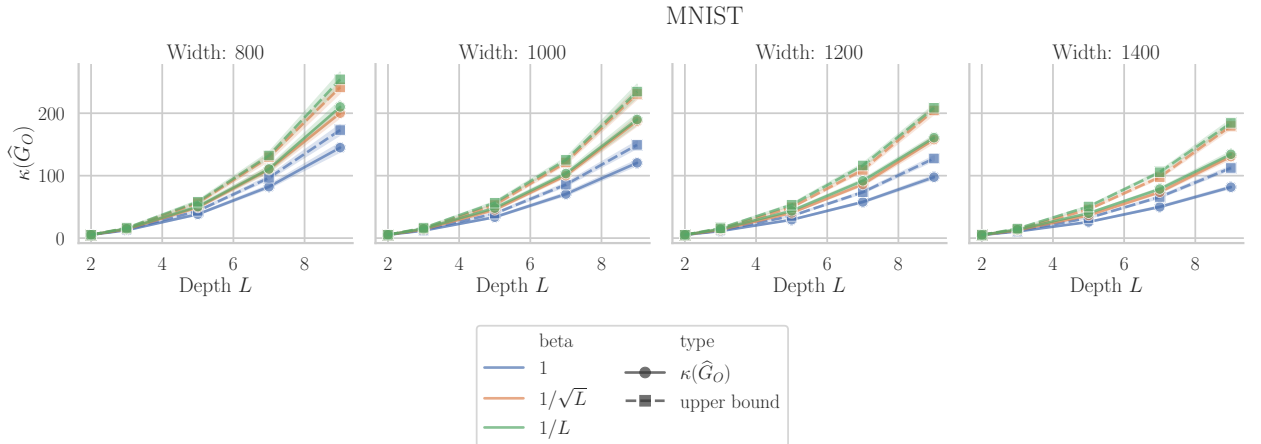 MNIST
Width: 800
Width: 1000
Width: 1200
Width: 1400
κ(Ĝ_O)
200
100
0
2 4 6 8
2 4 6 8
2 4 6 8
2 4 6 8
Depth L
Depth L
Depth L
Depth L
beta
type
1
κ(Ĝ_O)
1/√L
upper bound
1/L